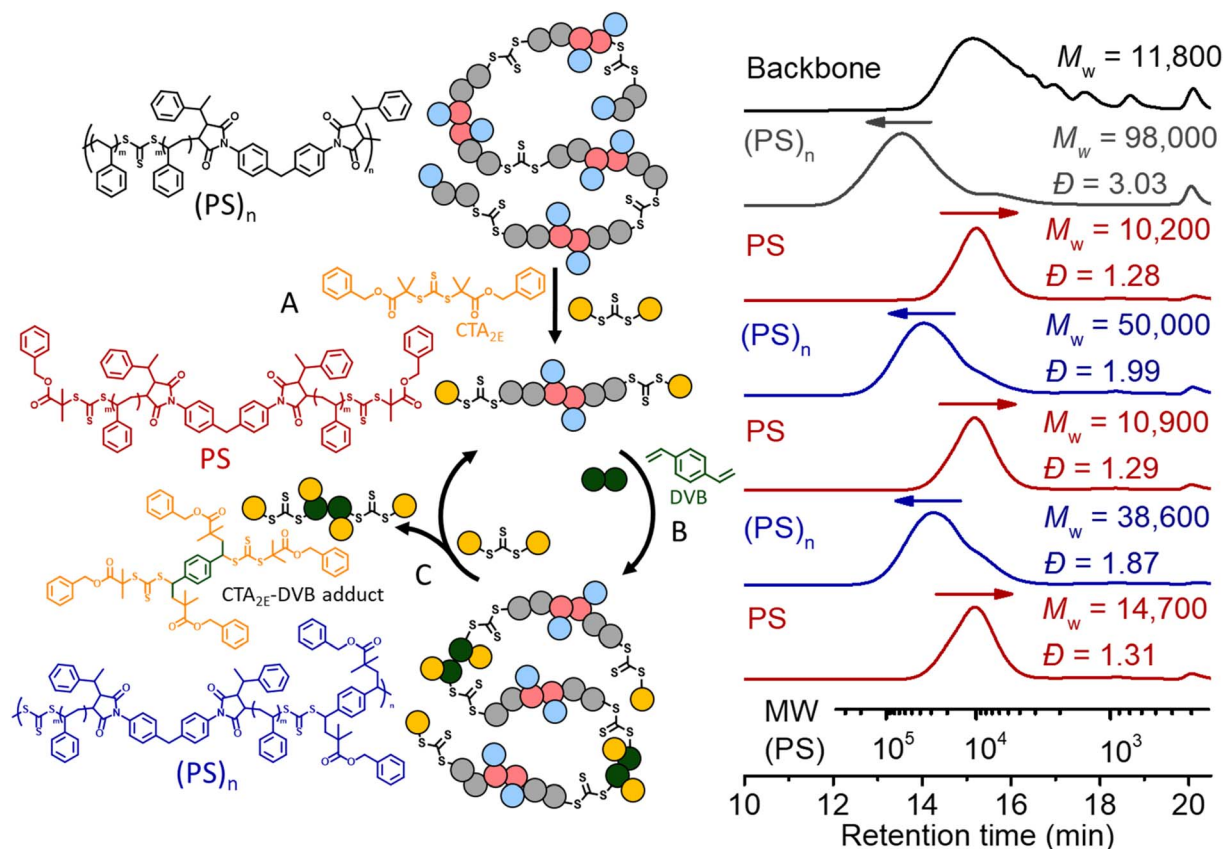 (PS)n
A
CTA2E
PS
DVB
B
C
CTA2E-DVB adduct
(PS)n
Backbone
Mw = 11,800
(PS)n
Mw = 98,000
Đ = 3.03
PS
Mw = 10,200
Đ = 1.28
(PS)n
Mw = 50,000
Đ = 1.99
PS
Mw = 10,900
Đ = 1.29
(PS)n
Mw = 38,600
Đ = 1.87
PS
Mw = 14,700
Đ = 1.31
MW
(PS)
10⁵ 10⁴ 10³
10 12 14 16 18 20
Retention time (min)